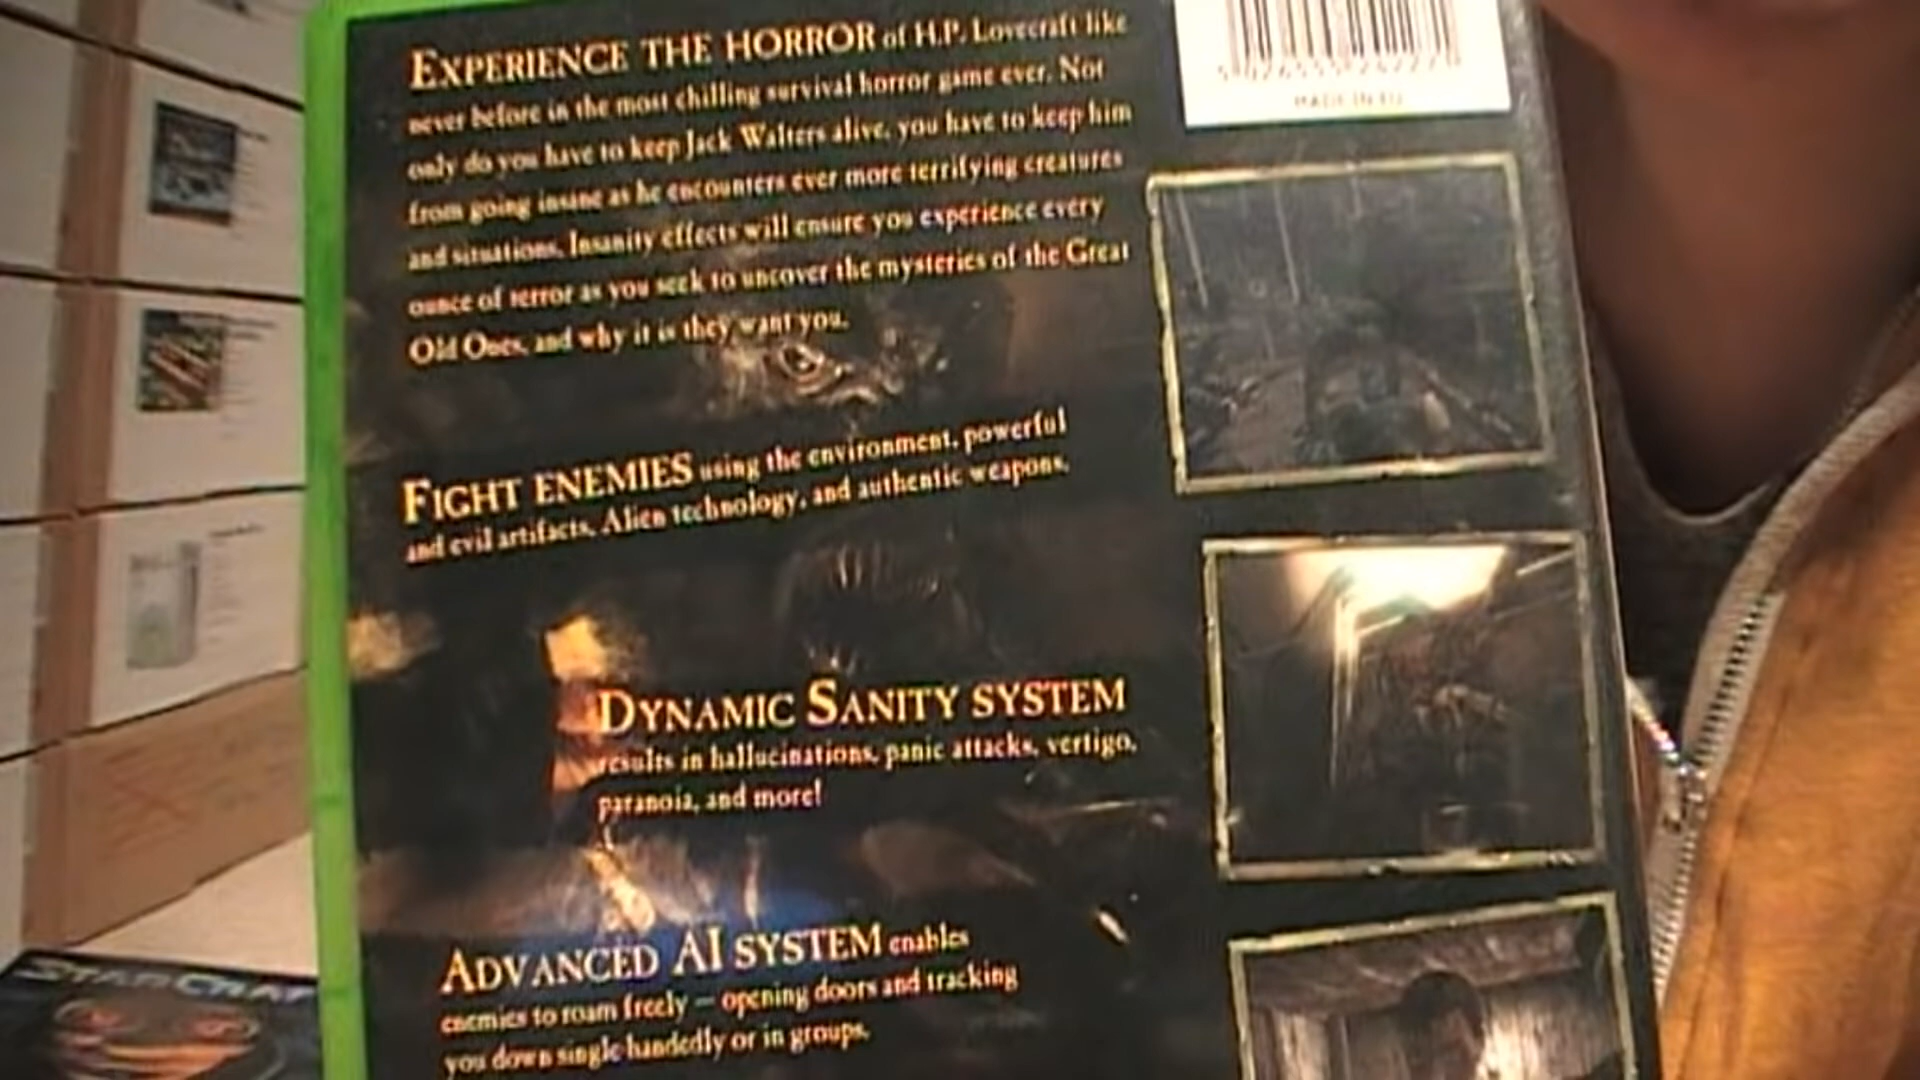 EXPERIENCE THE HORROR of H.P. Lovecraft like
never before in the most chilling survival horror game ever. Not
only do you have to keep Jack Walters alive, you have to keep him
from going insane as he encounters ever more terrifying creatures
and situations. Insanity effects will ensure you experience every
ounce of terror as you seek to uncover the mysteries of the Great
Old Ones, and why it is they want you.
FIGHT ENEMIES using the environment, powerful
and evil artifacts, Alien technology, and authentic weapons.
DYNAMIC SANITY SYSTEM
results in hallucinations, panic attacks, vertigo,
paranoia, and more!
ADVANCED AI SYSTEM enables
enemies to roam freely — opening doors and tracking
you down single-handedly or in groups.
MADE IN EU
STARCRAFT